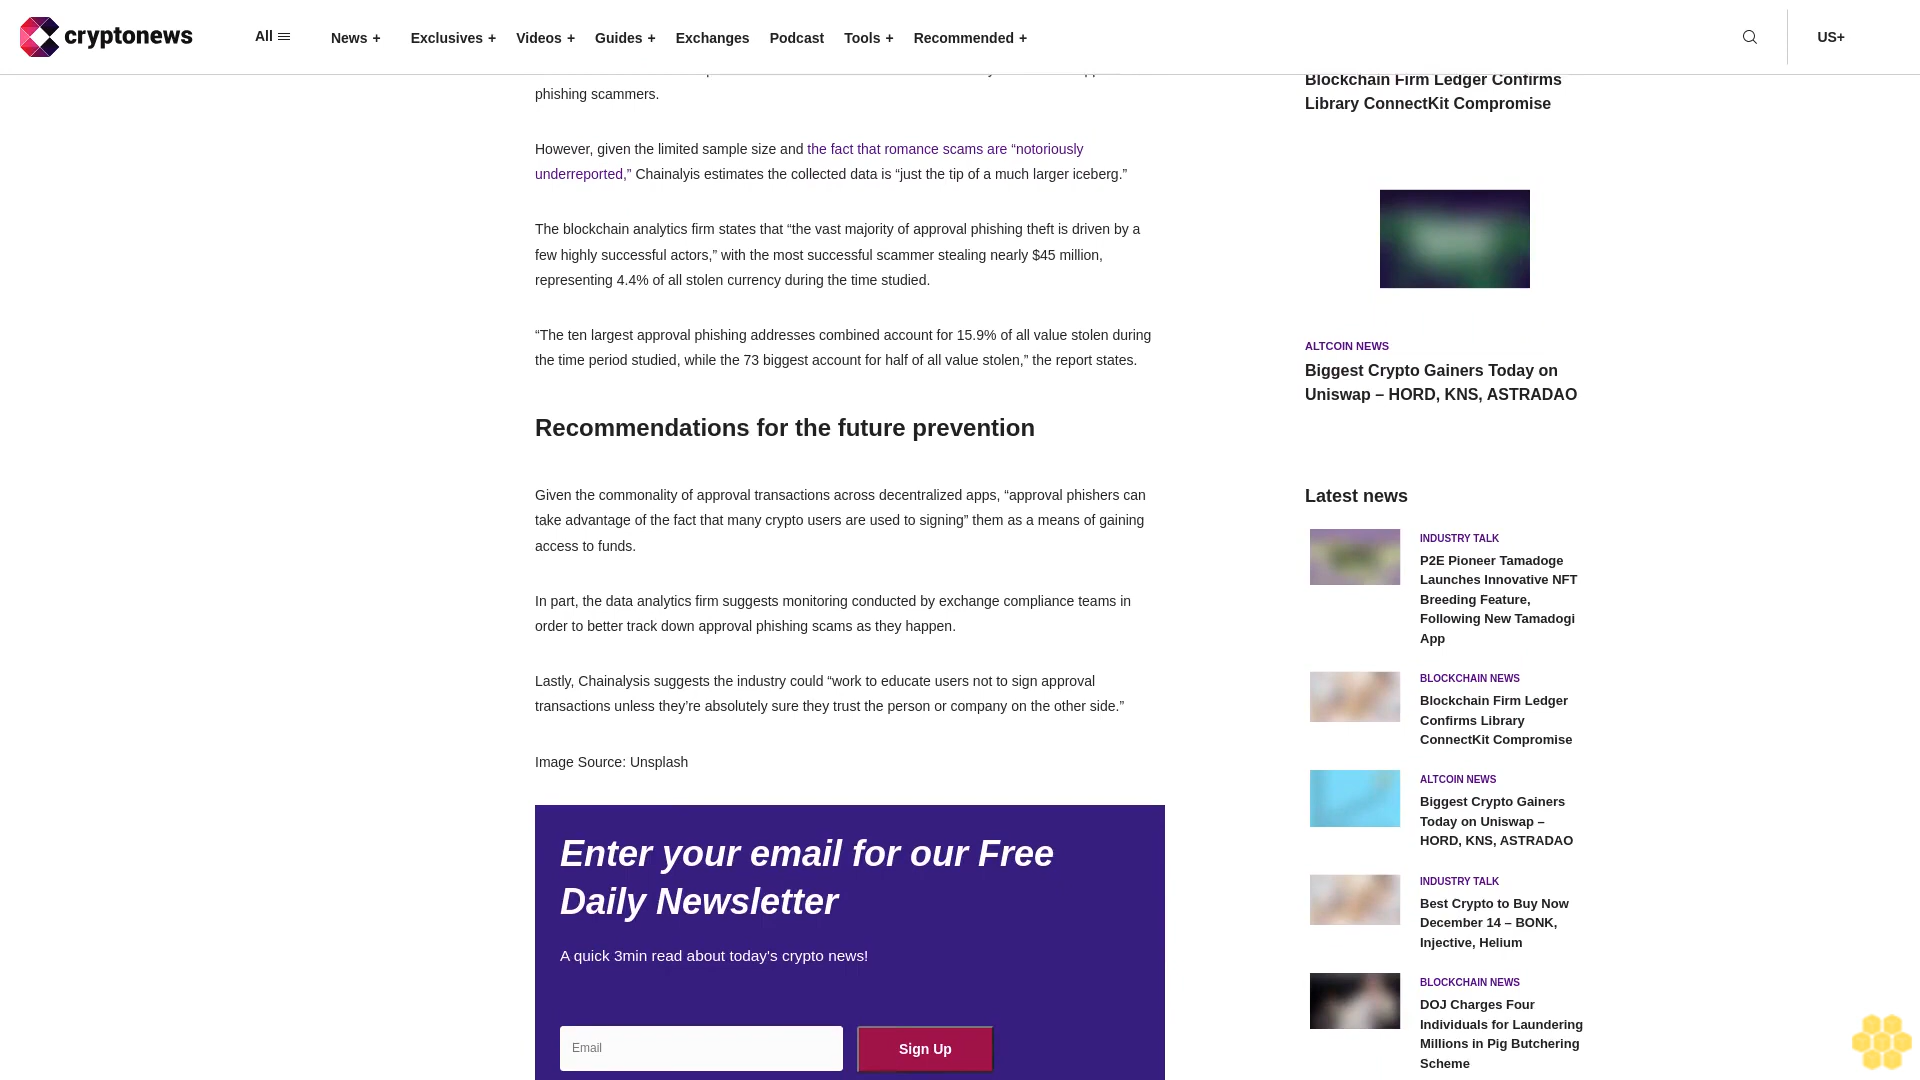 cryptonews
All
News +
Exclusives +
Videos +
Guides +
Exchanges
Podcast
Tools +
Recommended +
US+
phishing scammers.
However, given the limited sample size and the fact that romance scams are “notoriously
underreported,” Chainalyis estimates the collected data is “just the tip of a much larger iceberg.”
The blockchain analytics firm states that “the vast majority of approval phishing theft is driven by a
few highly successful actors,” with the most successful scammer stealing nearly $45 million,
representing 4.4% of all stolen currency during the time studied.
“The ten largest approval phishing addresses combined account for 15.9% of all value stolen during
the time period studied, while the 73 biggest account for half of all value stolen,” the report states.
Recommendations for the future prevention
Given the commonality of approval transactions across decentralized apps, “approval phishers can
take advantage of the fact that many crypto users are used to signing” them as a means of gaining
access to funds.
In part, the data analytics firm suggests monitoring conducted by exchange compliance teams in
order to better track down approval phishing scams as they happen.
Lastly, Chainalysis suggests the industry could “work to educate users not to sign approval
transactions unless they’re absolutely sure they trust the person or company on the other side.”
Image Source: Unsplash
Enter your email for our Free
Daily Newsletter
A quick 3min read about today's crypto news!
Email
Sign Up
Blockchain Firm Ledger Confirms
Library ConnectKit Compromise
ALTCOIN NEWS
Biggest Crypto Gainers Today on
Uniswap – HORD, KNS, ASTRADAO
Latest news
INDUSTRY TALK
P2E Pioneer Tamadoge
Launches Innovative NFT
Breeding Feature,
Following New Tamadogi
App
BLOCKCHAIN NEWS
Blockchain Firm Ledger
Confirms Library
ConnectKit Compromise
ALTCOIN NEWS
Biggest Crypto Gainers
Today on Uniswap –
HORD, KNS, ASTRADAO
INDUSTRY TALK
Best Crypto to Buy Now
December 14 – BONK,
Injective, Helium
BLOCKCHAIN NEWS
DOJ Charges Four
Individuals for Laundering
Millions in Pig Butchering
Scheme